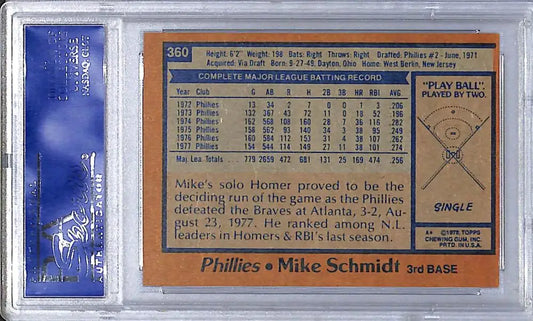 360
Height: 6'2" Weight: 198 Bats: Right Throws: Right Drafted: Phillies #2 - June, 1971
Acquired: Via Draft Born: 9-27-49, Dayton, Ohio Home: West Berlin, New Jersey
COMPLETE MAJOR LEAGUE BATTING RECORD
Year Club G AB R H 2B 3B HR RBI AVG.
1972 Phillies 13 34 2 7 0 0 1 3 .206
1973 Phillies 132 367 43 72 11 0 18 52 .196
1974 Phillies 162 568 108 160 28 7 36 116 .282
1975 Phillies 158 562 93 140 34 3 38 95 .249
1976 Phillies 160 584 112 153 31 4 38 107 .262
1977 Phillies 154 544 114 149 27 11 38 101 .274
Maj. Lea. Totals . . . 779 2659 472 681 131 25 169 474 .256
Mike's solo Homer proved to be the
deciding run of the game as the Phillies
defeated the Braves at Atlanta, 3-2, Au-
gust 23, 1977. He ranked among N.L.
leaders in Homers & RBI's last season.
"PLAY BALL"
PLAYED BY TWO.
SINGLE
©1978 TOPPS
CHEWING GUM, INC.
PRTD. IN U.S.A.
Phillies • Mike Schmidt 3rd BASE